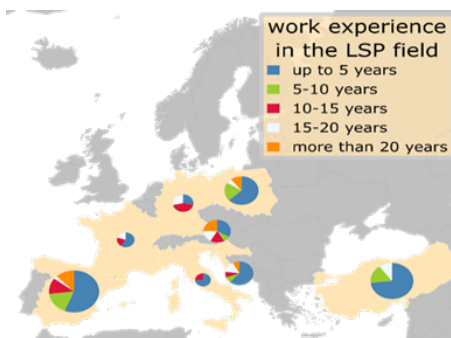 work experience
in the LSP field
up to 5 years
5-10 years
10-15 years
15-20 years
more than 20 years